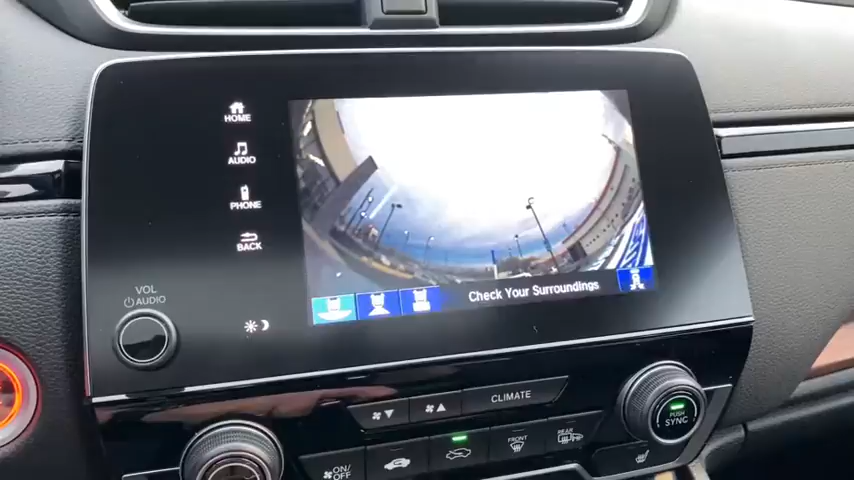 HOME
AUDIO
PHONE
BACK
VOL
AUDIO
Check Your Surroundings
CLIMATE
PUSH
SYNC
ON
OFF
FRONT
REAR